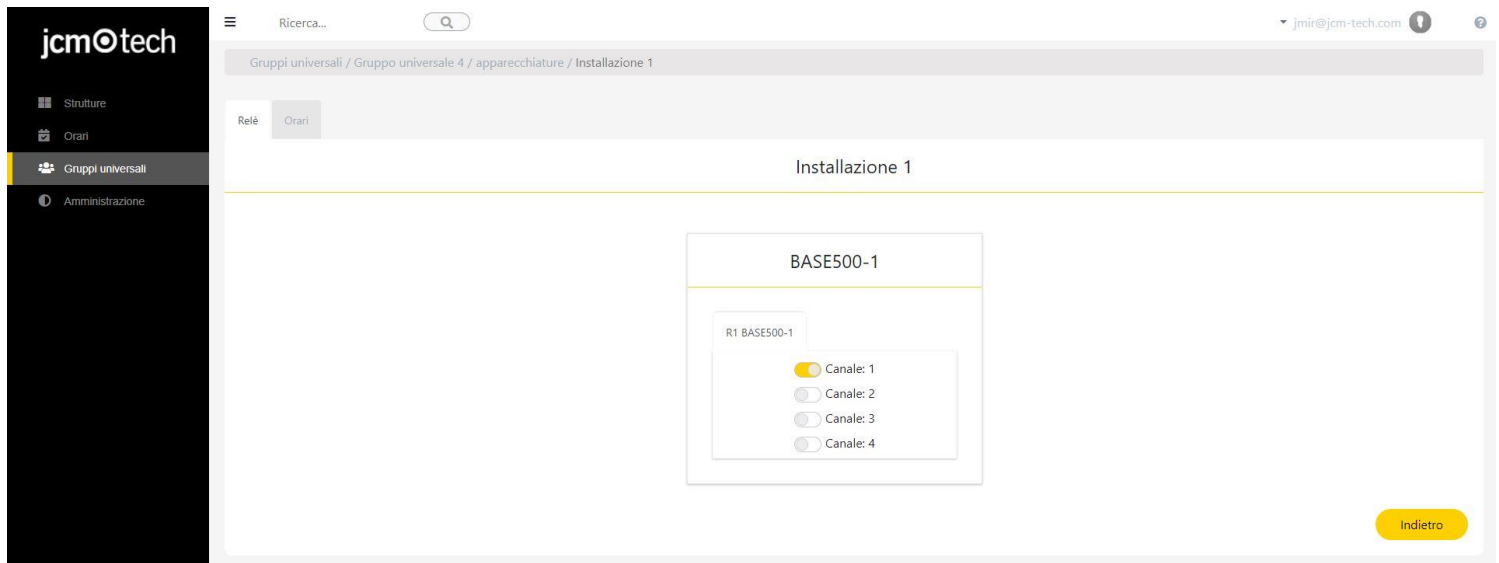 jcm tech
Ricerca...
jmir@jcm-tech.com
Gruppi universali / Gruppo universale 4 / apparecchiature / Installazione 1
Strutture
Orari
Gruppi universali
Amministrazione
Relè Orari
Installazione 1
BASE500-1
R1 BASE500-1
Canale: 1
Canale: 2
Canale: 3
Canale: 4
Indietro